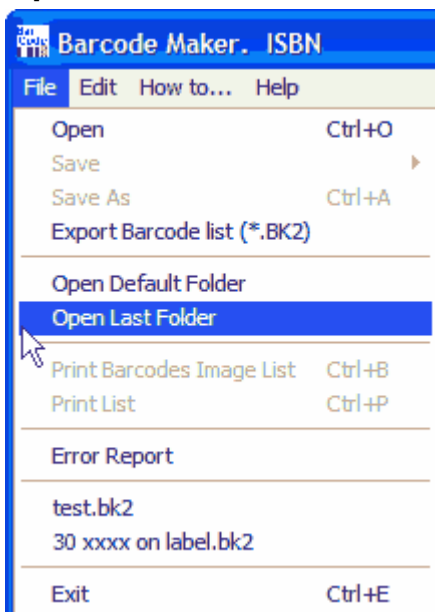 Barcode Maker. ISBN
File Edit How to... Help
Open Ctrl+O
Save
Save As Ctrl+A
Export Barcode list (*.BK2)
Open Default Folder
Open Last Folder
Print Barcodes Image List Ctrl+B
Print List Ctrl+P
Error Report
test.bk2
30 xxxx on label.bk2
Exit Ctrl+E